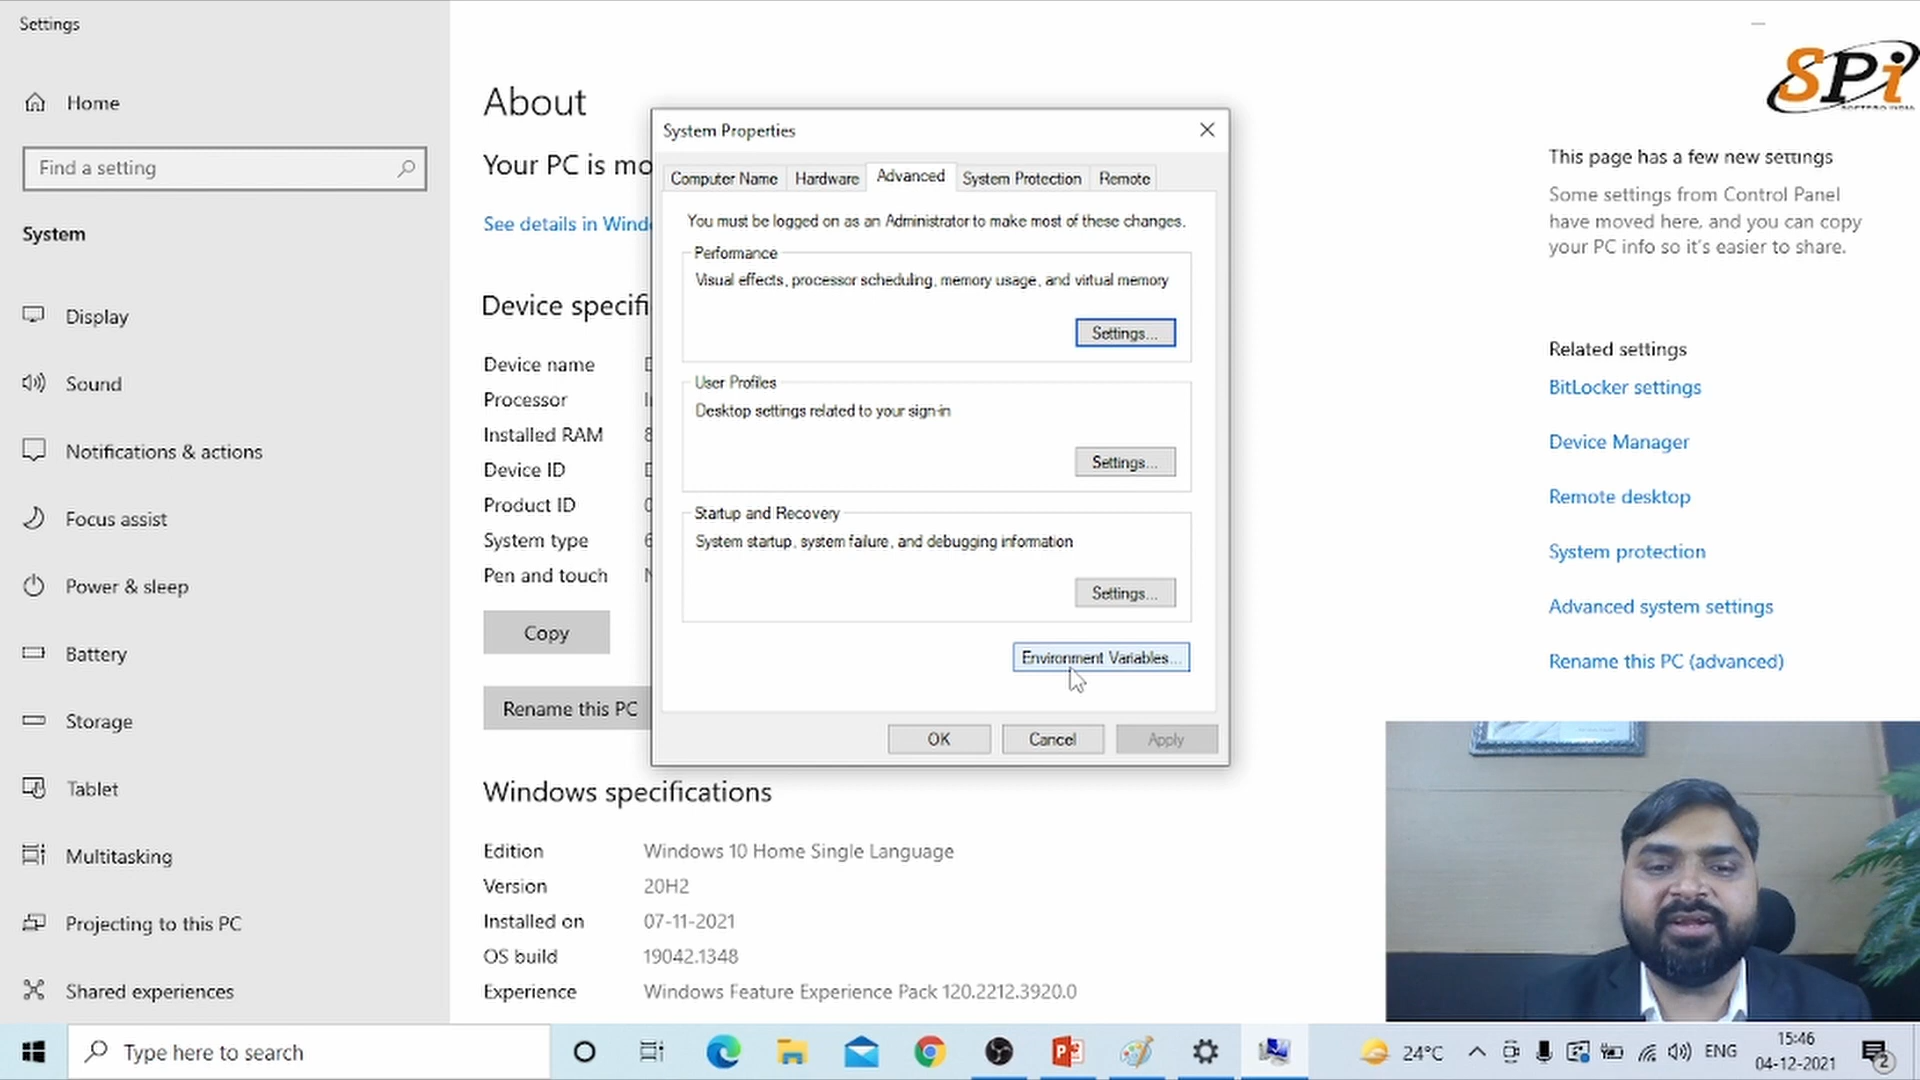 Settings
Home
Find a setting
System
Display
Sound
Notifications & actions
Focus assist
Power & sleep
Battery
Storage
Tablet
Multitasking
Projecting to this PC
Shared experiences
About
Your PC is mo
See details in Wind
Device specifi
Device name
Processor
Installed RAM 8
Device ID
Product ID
System type 6
Pen and touch
Copy
Rename this PC
Windows specifications
Edition Windows 10 Home Single Language
Version 20H2
Installed on 07-11-2021
OS build 19042.1348
Experience Windows Feature Experience Pack 120.2212.3920.0
System Properties
Computer Name Hardware Advanced System Protection Remote
You must be logged on as an Administrator to make most of these changes.
Performance
Visual effects, processor scheduling, memory usage, and virtual memory
Settings...
User Profiles
Desktop settings related to your sign-in
Settings...
Startup and Recovery
System startup, system failure, and debugging information
Settings...
Environment Variables...
OK Cancel Apply
SPi
This page has a few new settings
Some settings from Control Panel
have moved here, and you can copy
your PC info so it's easier to share.
Related settings
BitLocker settings
Device Manager
Remote desktop
System protection
Advanced system settings
Rename this PC (advanced)
Type here to search
24°C
ENG
15:46
04-12-2021
2